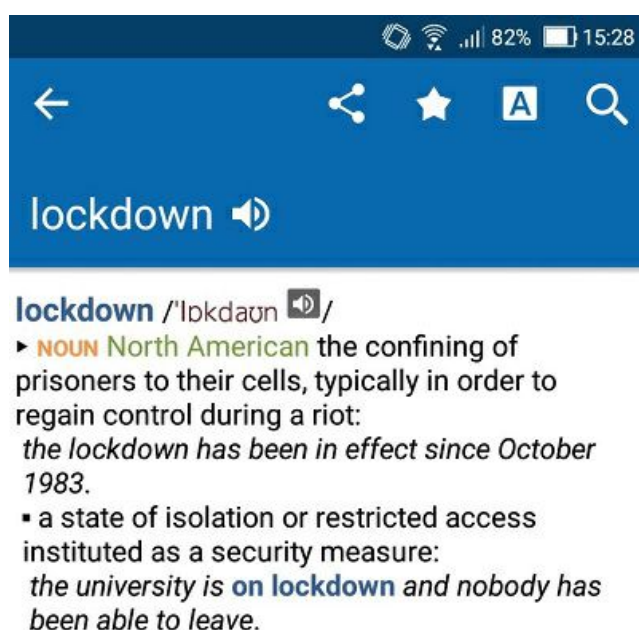 82% 15:28
A
lockdown
lockdown /ˈlɒkdaʊn /
▸ NOUN North American the confining of
prisoners to their cells, typically in order to
regain control during a riot:
the lockdown has been in effect since October
1983.
▪ a state of isolation or restricted access
instituted as a security measure:
the university is on lockdown and nobody has
been able to leave.